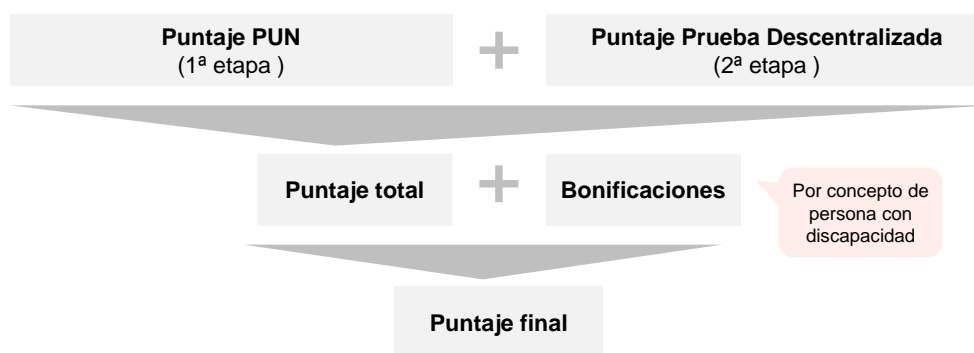 Puntaje PUN
(1ª etapa )
+
Puntaje Prueba Descentralizada
(2ª etapa )
Puntaje total
+
Bonificaciones
Por concepto de
persona con
discapacidad
Puntaje final